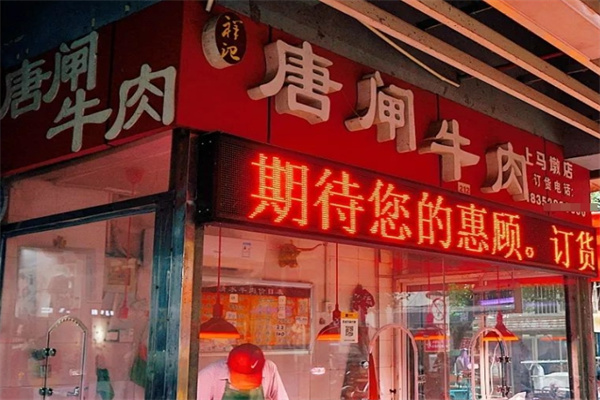 唐闸牛肉
祥记
唐闸牛肉
上马墩店
订货电话:
期待您的惠顾。订货